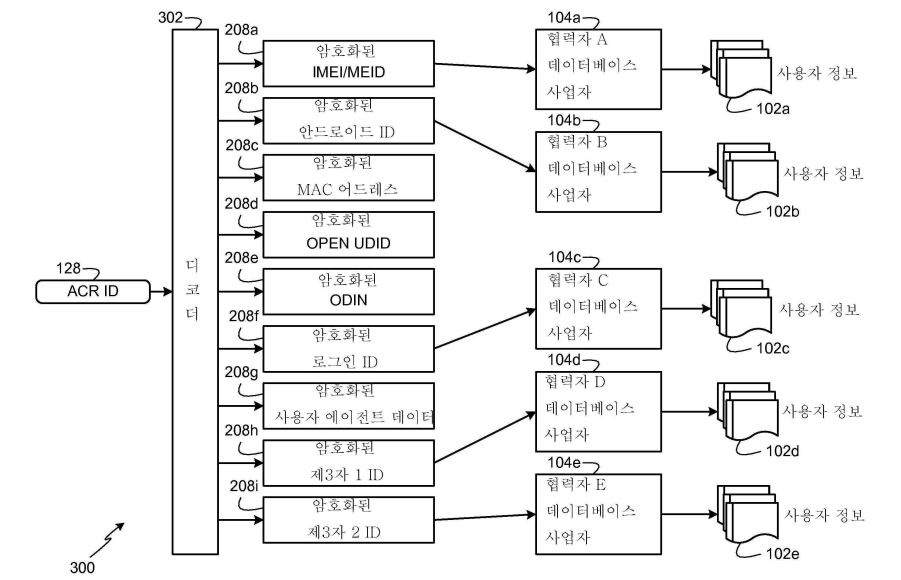 302
208a
암호화된
IMEI/MEID
208b
암호화된
안드로이드 ID
208c
암호화된
MAC 어드레스
208d
암호화된
OPEN UDID
208e
암호화된
ODIN
208f
암호화된
로그인 ID
208g
암호화된
사용자 에이전트 데이터
208h
암호화된
제3자 1 ID
208i
암호화된
제3자 2 ID
128
ACR ID
디
코
더
300
104a
협력자 A
데이터베이스
사업자
사용자 정보
102a
104b
협력자 B
데이터베이스
사업자
사용자 정보
102b
104c
협력자 C
데이터베이스
사업자
사용자 정보
102c
104d
협력자 D
데이터베이스
사업자
사용자 정보
102d
104e
협력자 E
데이터베이스
사업자
사용자 정보
102e